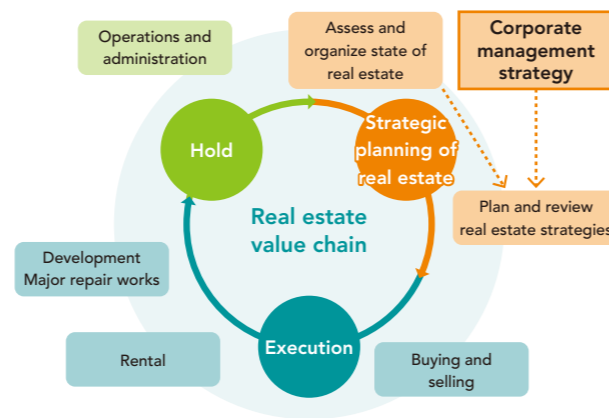 Operations and
administration
Assess and
organize state of
real estate
Corporate
management
strategy
Hold
Strategic
planning of
real estate
Plan and review
real estate strategies
Real estate
value chain
Development
Major repair works
Execution
Rental
Buying and
selling